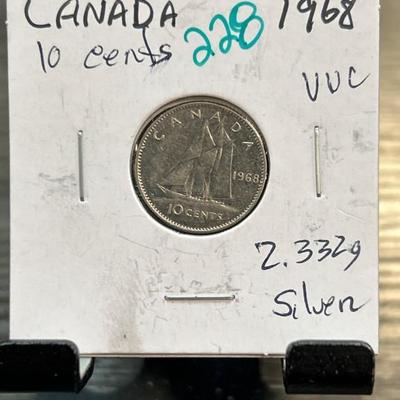 CANADA 1968
10 cents 228
VVC
CANADA
1968
10 CENTS
2.332g
Silver